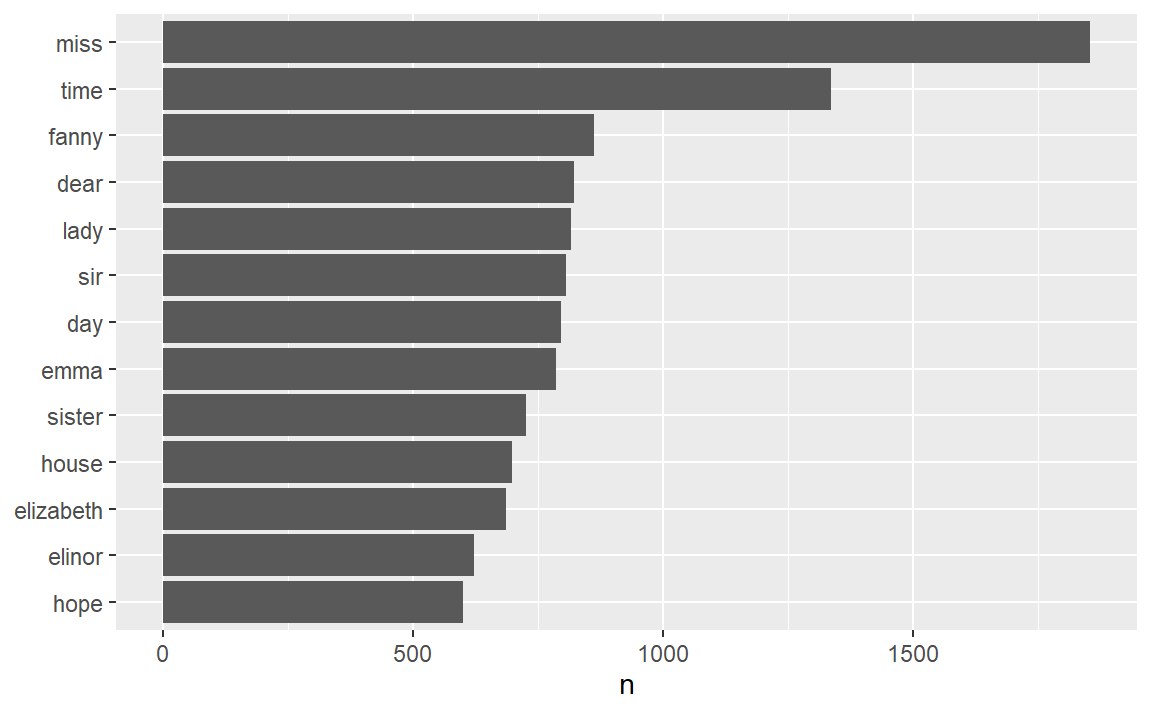 miss
time
fanny
dear
lady
sir
day
emma
sister
house
elizabeth
elinor
hope
0 500 1000 1500
n